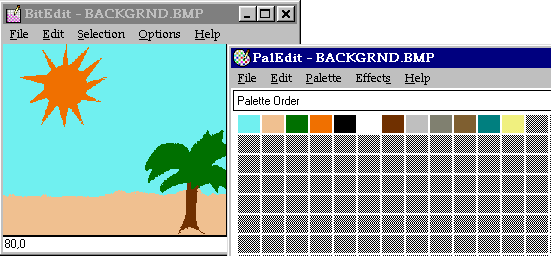 BitEdit - BACKGRND.BMP
File Edit Selection Options Help
80,0
PalEdit - BACKGRND.BMP
File Edit Palette Effects Help
Palette Order